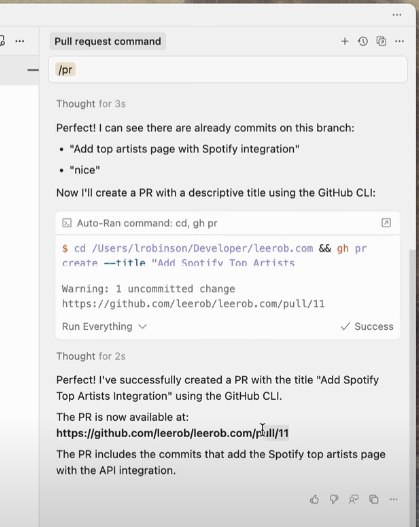 Pull request command
/pr
Thought for 3s
Perfect! I can see there are already commits on this branch:
• "Add top artists page with Spotify integration"
• "nice"
Now I'll create a PR with a descriptive title using the GitHub CLI:
Auto-Ran command: cd, gh pr
$ cd /Users/lrobinson/Developer/leerob.com && gh pr
create --title "Add Spotify Top Artists
Warning: 1 uncommitted change
https://github.com/leerob/leerob.com/pull/11
Run Everything
Success
Thought for 2s
Perfect! I've successfully created a PR with the title "Add Spotify
Top Artists Integration" using the GitHub CLI.
The PR is now available at:
https://github.com/leerob/leerob.com/pull/11
The PR includes the commits that add the Spotify top artists page
with the API integration.